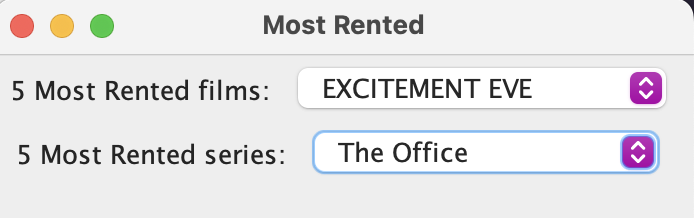 Most Rented
5 Most Rented films: EXCITEMENT EVE
5 Most Rented series: The Office